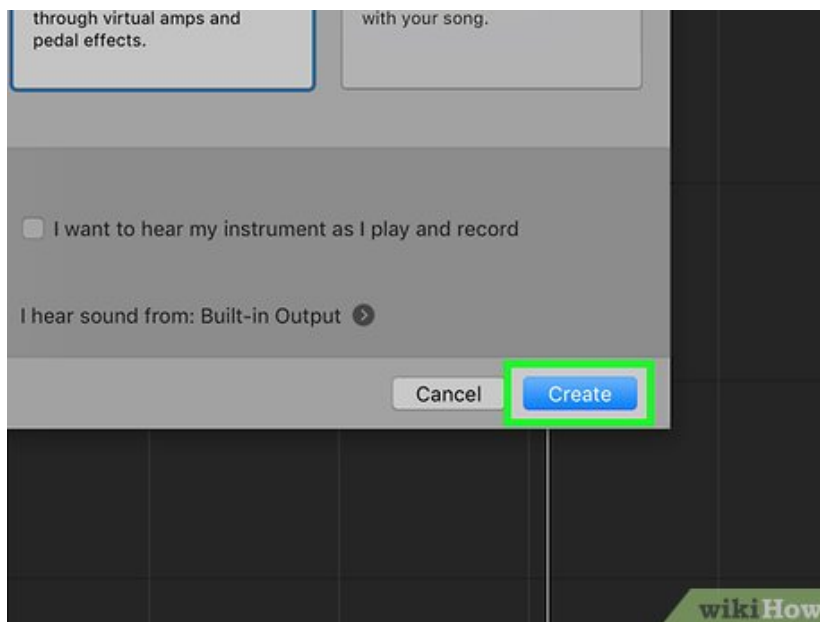 through virtual amps and
pedal effects.
with your song.
I want to hear my instrument as I play and record
I hear sound from: Built-in Output
Cancel
Create
wikiHow